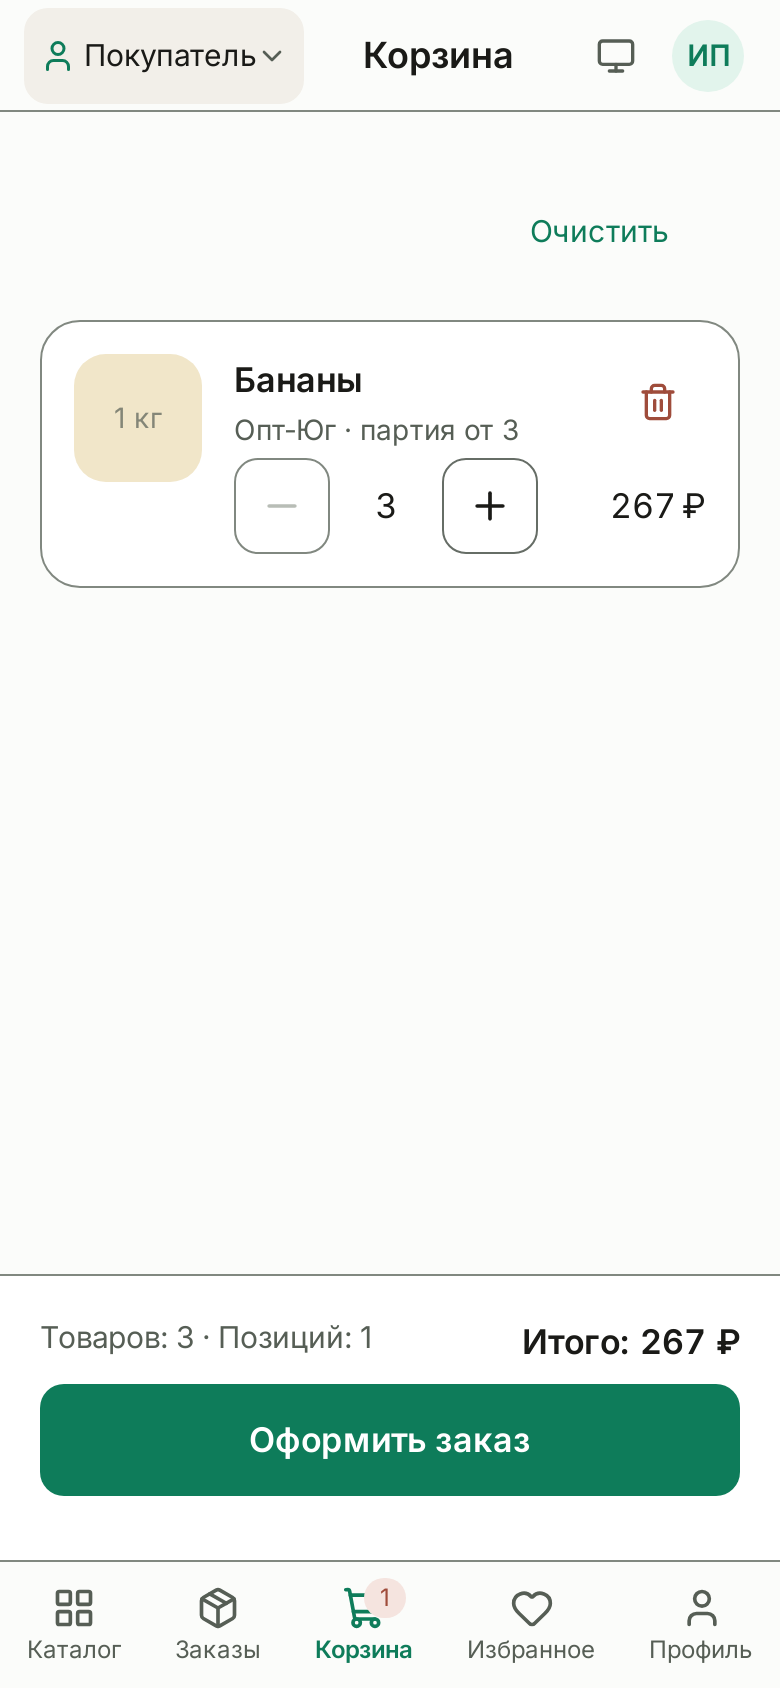 Покупатель
Корзина
ИП
Очистить
1 кг
Бананы
Опт-Юг · партия от 3
3
267 ₽
Товаров: 3 · Позиций: 1
Итого: 267 ₽
Оформить заказ
1
Каталог
Заказы
Корзина
Избранное
Профиль